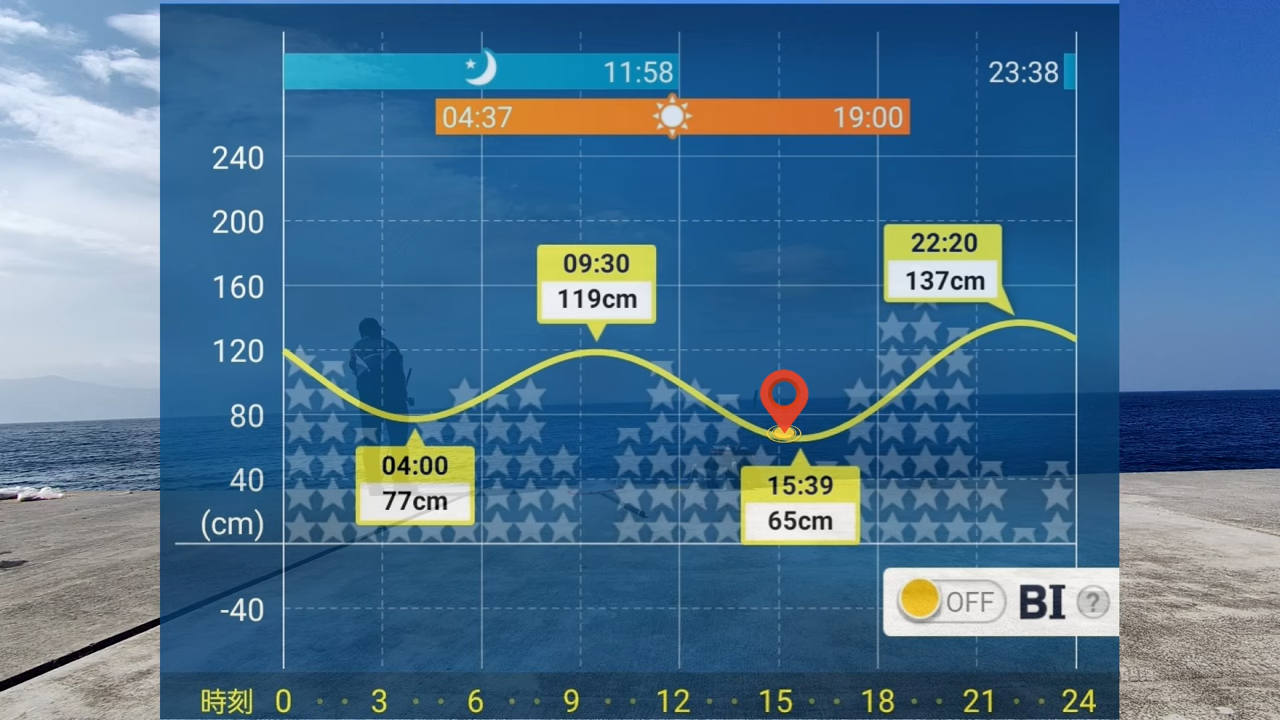 11:58
23:38
04:37
19:00
240
200
160
120
80
40
(cm)
-40
22:20
137cm
09:30
119cm
04:00
77cm
15:39
65cm
OFF BI ?
時刻 0 3 6 9 12 15 18 21 24